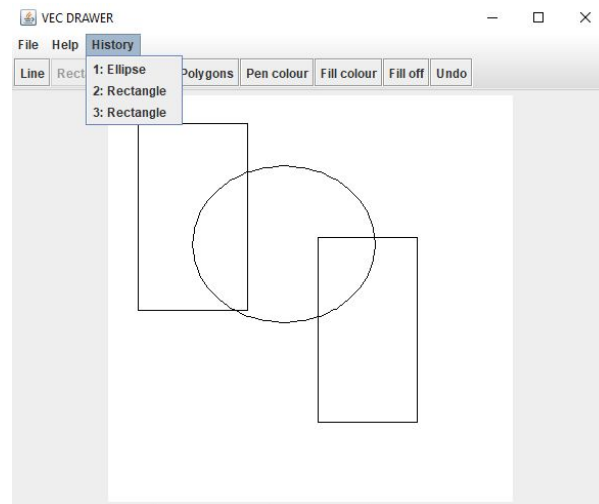 VEC DRAWER
File Help History
Line Rect Polygons Pen colour Fill colour Fill off Undo
1: Ellipse
2: Rectangle
3: Rectangle